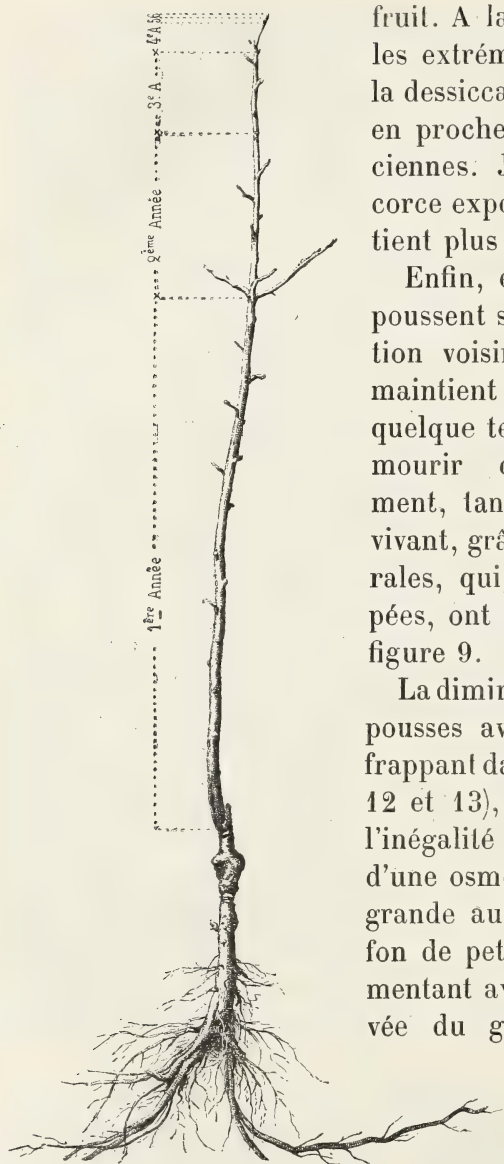 fruit. A la
les extrém
la dessicca
en proche
ciennes. J
corce expo
tient plus
Enfin, c
poussent s
tion voisi
maintient
quelque te
mourir c
ment, tan
vivant, grâ
rales, qui
pées, ont
figure 9.
La dimi
pousses av
frappant da
12 et 13),
l'inégalité
d'une osm
grande au
fon de pet
mentant av
vée du g
4e A
3e A.
2ème Année
1ère Année